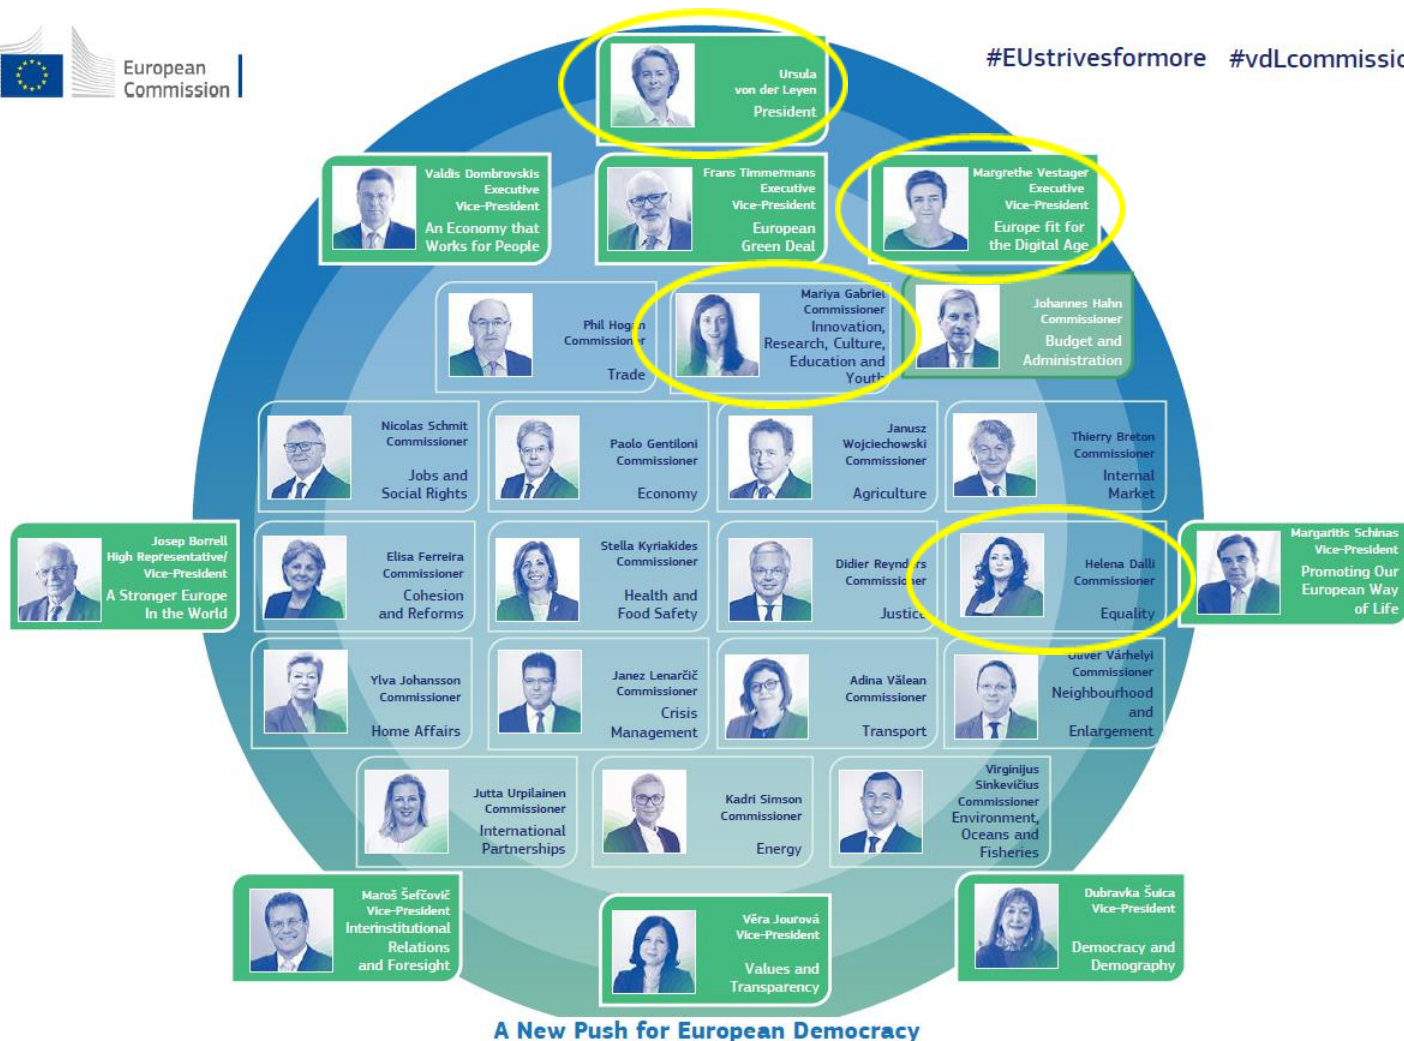 European
Commission
#EUstrivesformore #vdLcommissio
Ursula
von der Leyen
President
Valdis Dombrovskis
Executive
Vice-President
An Economy that
Works for People
Frans Timmermans
Executive
Vice-President
European
Green Deal
Margrethe Vestager
Executive
Vice-President
Europe fit for
the Digital Age
Phil Hogan
Commissioner
Trade
Mariya Gabriel
Commissioner
Innovation,
Research, Culture,
Education and
Youth
Johannes Hahn
Commissioner
Budget and
Administration
Nicolas Schmit
Commissioner
Jobs and
Social Rights
Paolo Gentiloni
Commissioner
Economy
Janusz
Wojciechowski
Commissioner
Agriculture
Thierry Breton
Commissioner
Internal
Market
Josep Borrell
High Representative/
Vice-President
A Stronger Europe
In the World
Elisa Ferreira
Commissioner
Cohesion
and Reforms
Stella Kyriakides
Commissioner
Health and
Food Safety
Didier Reynders
Commissioner
Justice
Helena Dalli
Commissioner
Equality
Margaritis Schinas
Vice-President
Promoting Our
European Way
of Life
Ylva Johansson
Commissioner
Home Affairs
Janez Lenarčič
Commissioner
Crisis
Management
Adina Vălean
Commissioner
Transport
Oliver Várhelyi
Commissioner
Neighbourhood
and
Enlargement
Jutta Urpilainen
Commissioner
International
Partnerships
Kadri Simson
Commissioner
Energy
Virginijus
Sinkevičius
Commissioner
Environment,
Oceans and
Fisheries
Maroš Šefčovič
Vice-President
Interinstitutional
Relations
and Foresight
Věra Jourová
Vice-President
Values and
Transparency
Dubravka Šuica
Vice-President
Democracy and
Demography
A New Push for European Democracy